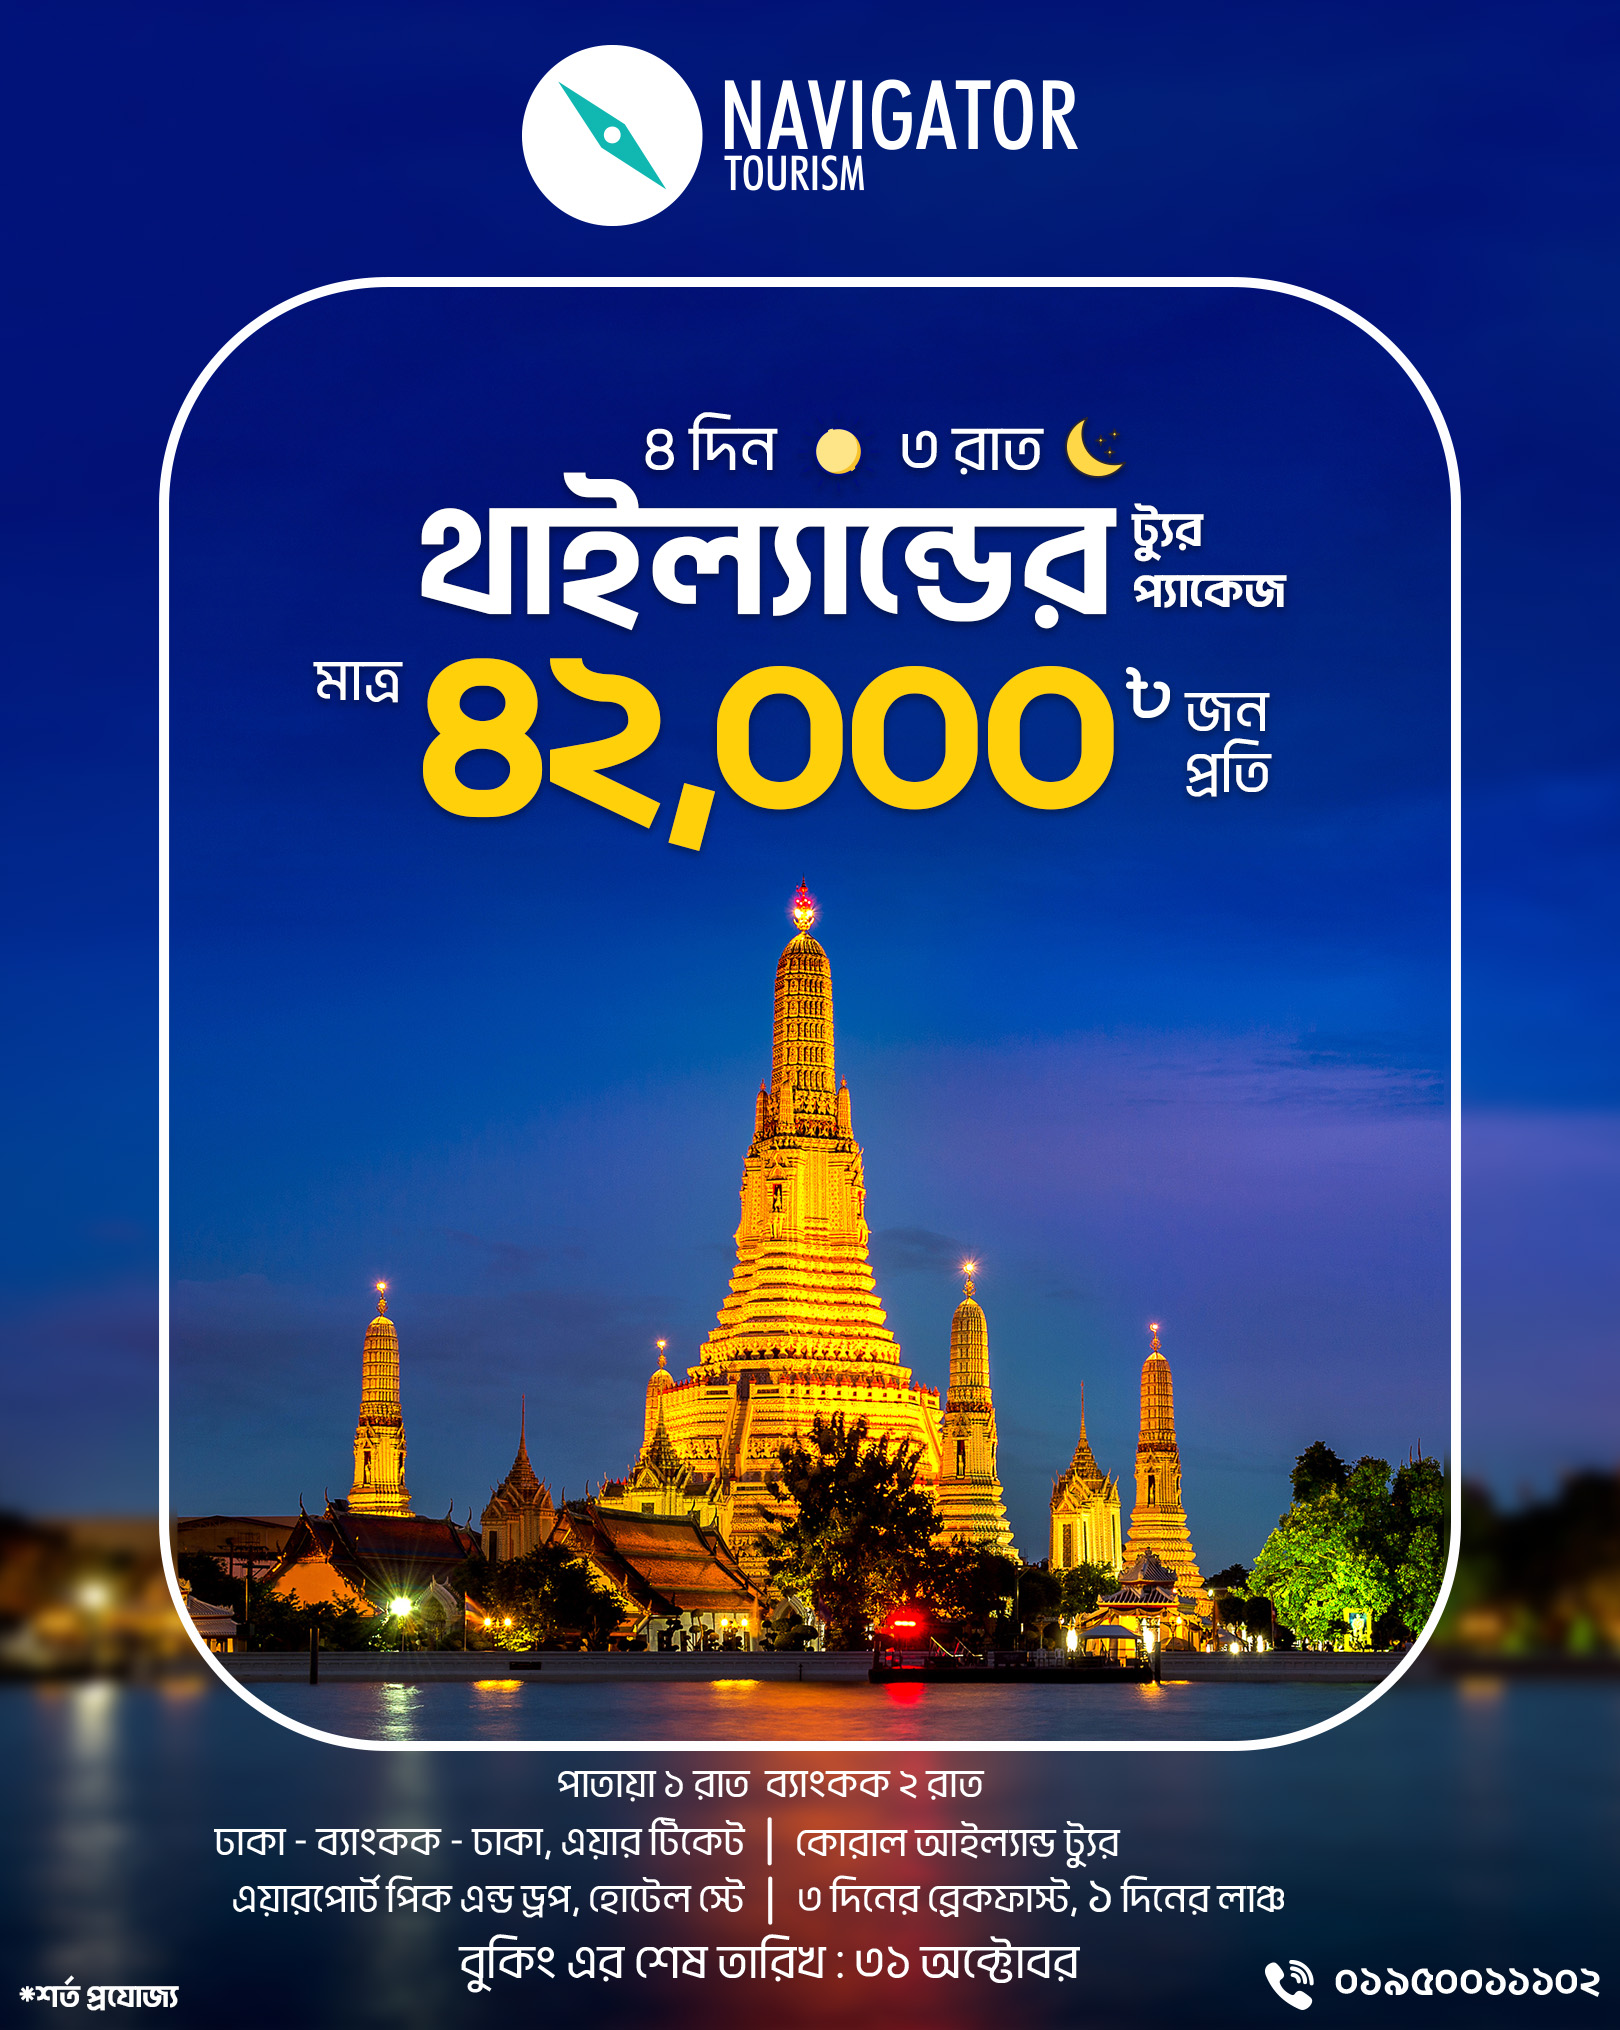 NAVIGATOR
TOURISM
৪ দিন ৩ রাত
থাইল্যান্ডের ট্যুর প্যাকেজ
মাত্র ৪২,০০০৳ জন প্রতি
পাতায়া ১ রাত ব্যাংকক ২ রাত
ঢাকা - ব্যাংকক - ঢাকা, এয়ার টিকেট | কোরাল আইল্যান্ড ট্যুর
এয়ারপোর্ট পিক এন্ড ড্রপ, হোটেল স্টে | ৩ দিনের ব্রেকফাস্ট, ১ দিনের লাঞ্চ
বুকিং এর শেষ তারিখ : ৩১ অক্টোবর
*শর্ত প্রযোজ্য
০১৯৫০০১১১০২